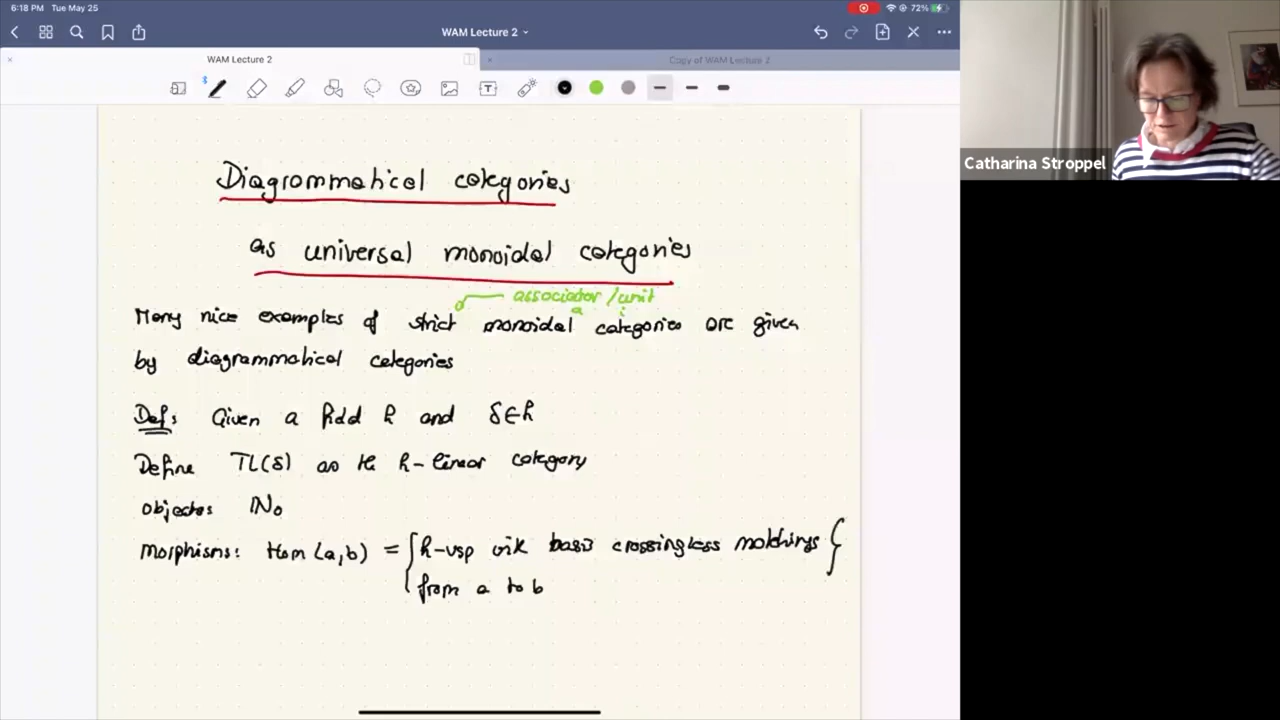 6:18 PM Tue May 25
72%
WAM Lecture 2
WAM Lecture 2
Copy of WAM Lecture 2
Catharina Stroppel
Diagrammatical categories
as universal monoidal categories
associator / unit
a i
Many nice examples of strict monoidal categories are given
by diagrammatical categories
Def: Given a field k and δ∈k
Define TL(δ) as the k-linear category
objects ℕ₀
Morphisms: Hom(a,b) = { k-vsp with basis crossingless matchings }
from a to b